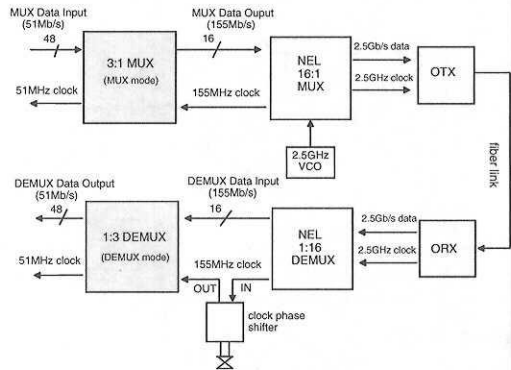 MUX Data Input
(51Mb/s)
48
MUX Data Ouput
(155Mb/s)
16
3:1 MUX
(MUX mode)
51MHz clock
155MHz clock
NEL
16:1
MUX
2.5Gb/s data
2.5GHz clock
OTX
2.5GHz
VCO
fiber link
DEMUX Data Output
(51Mb/s)
48
DEMUX Data Input
(155Mb/s)
16
1:3 DEMUX
(DEMUX mode)
51MHz clock
155MHz clock
OUT
IN
NEL
1:16
DEMUX
2.5Gb/s data
2.5GHz clock
ORX
clock phase
shifter